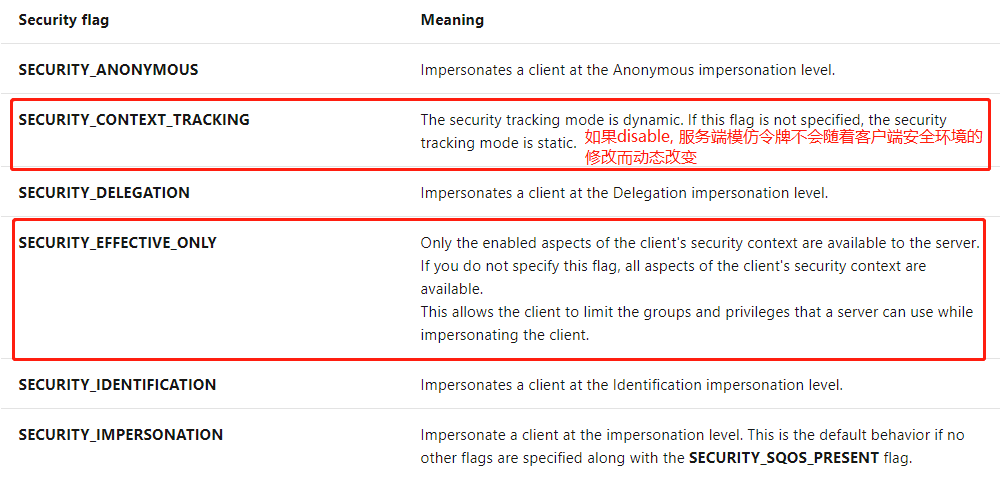 Security flag
Meaning
SECURITY_ANONYMOUS
Impersonates a client at the Anonymous impersonation level.
SECURITY_CONTEXT_TRACKING
The security tracking mode is dynamic. If this flag is not specified, the security
tracking mode is static.
如果disable, 服务端模仿令牌不会随着客户端安全环境的
修改而动态改变
SECURITY_DELEGATION
Impersonates a client at the Delegation impersonation level.
SECURITY_EFFECTIVE_ONLY
Only the enabled aspects of the client's security context are available to the server.
If you do not specify this flag, all aspects of the client's security context are
available.
This allows the client to limit the groups and privileges that a server can use while
impersonating the client.
SECURITY_IDENTIFICATION
Impersonates a client at the Identification impersonation level.
SECURITY_IMPERSONATION
Impersonate a client at the impersonation level. This is the default behavior if no
other flags are specified along with the SECURITY_SQOS_PRESENT flag.